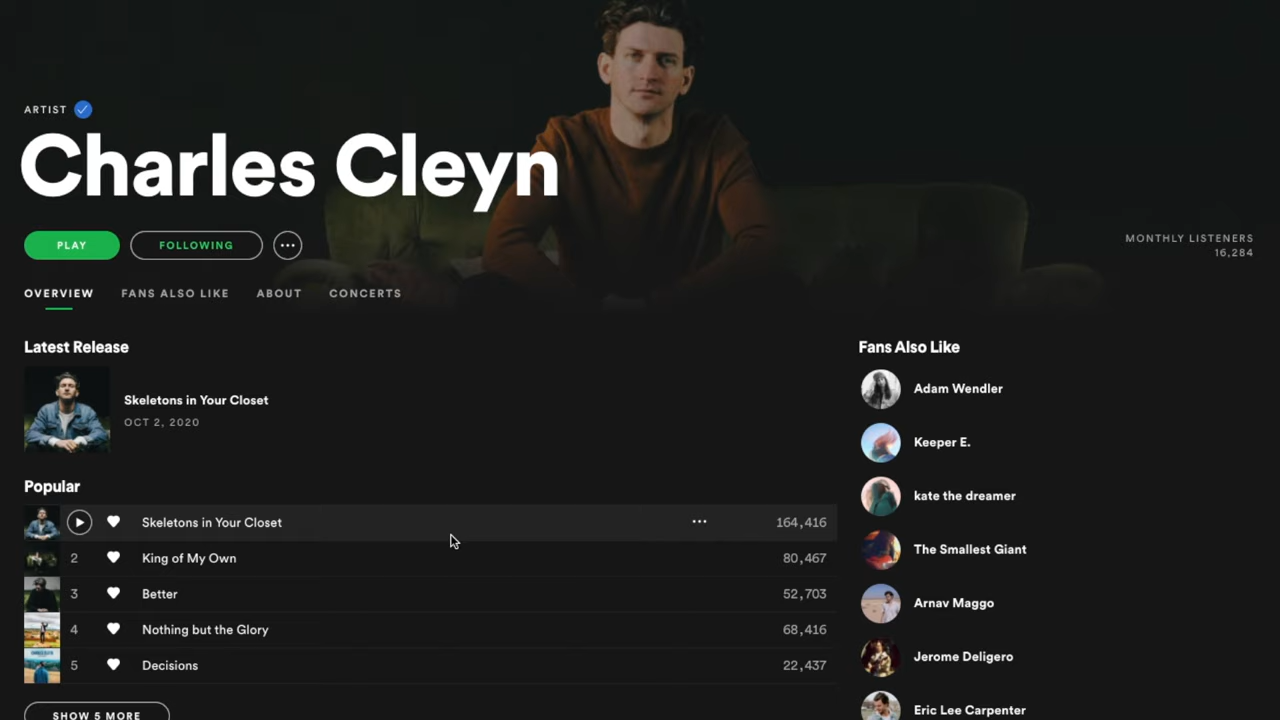 ARTIST
Charles Cleyn
PLAY
FOLLOWING
MONTHLY LISTENERS
16,284
OVERVIEW
FANS ALSO LIKE
ABOUT
CONCERTS
Latest Release
Skeletons in Your Closet
OCT 2, 2020
Popular
Skeletons in Your Closet 164,416
2 King of My Own 80,467
3 Better 52,703
4 Nothing but the Glory 68,416
5 Decisions 22,437
SHOW 5 MORE
Fans Also Like
Adam Wendler
Keeper E.
kate the dreamer
The Smallest Giant
Arnav Maggo
Jerome Deligero
Eric Lee Carpenter